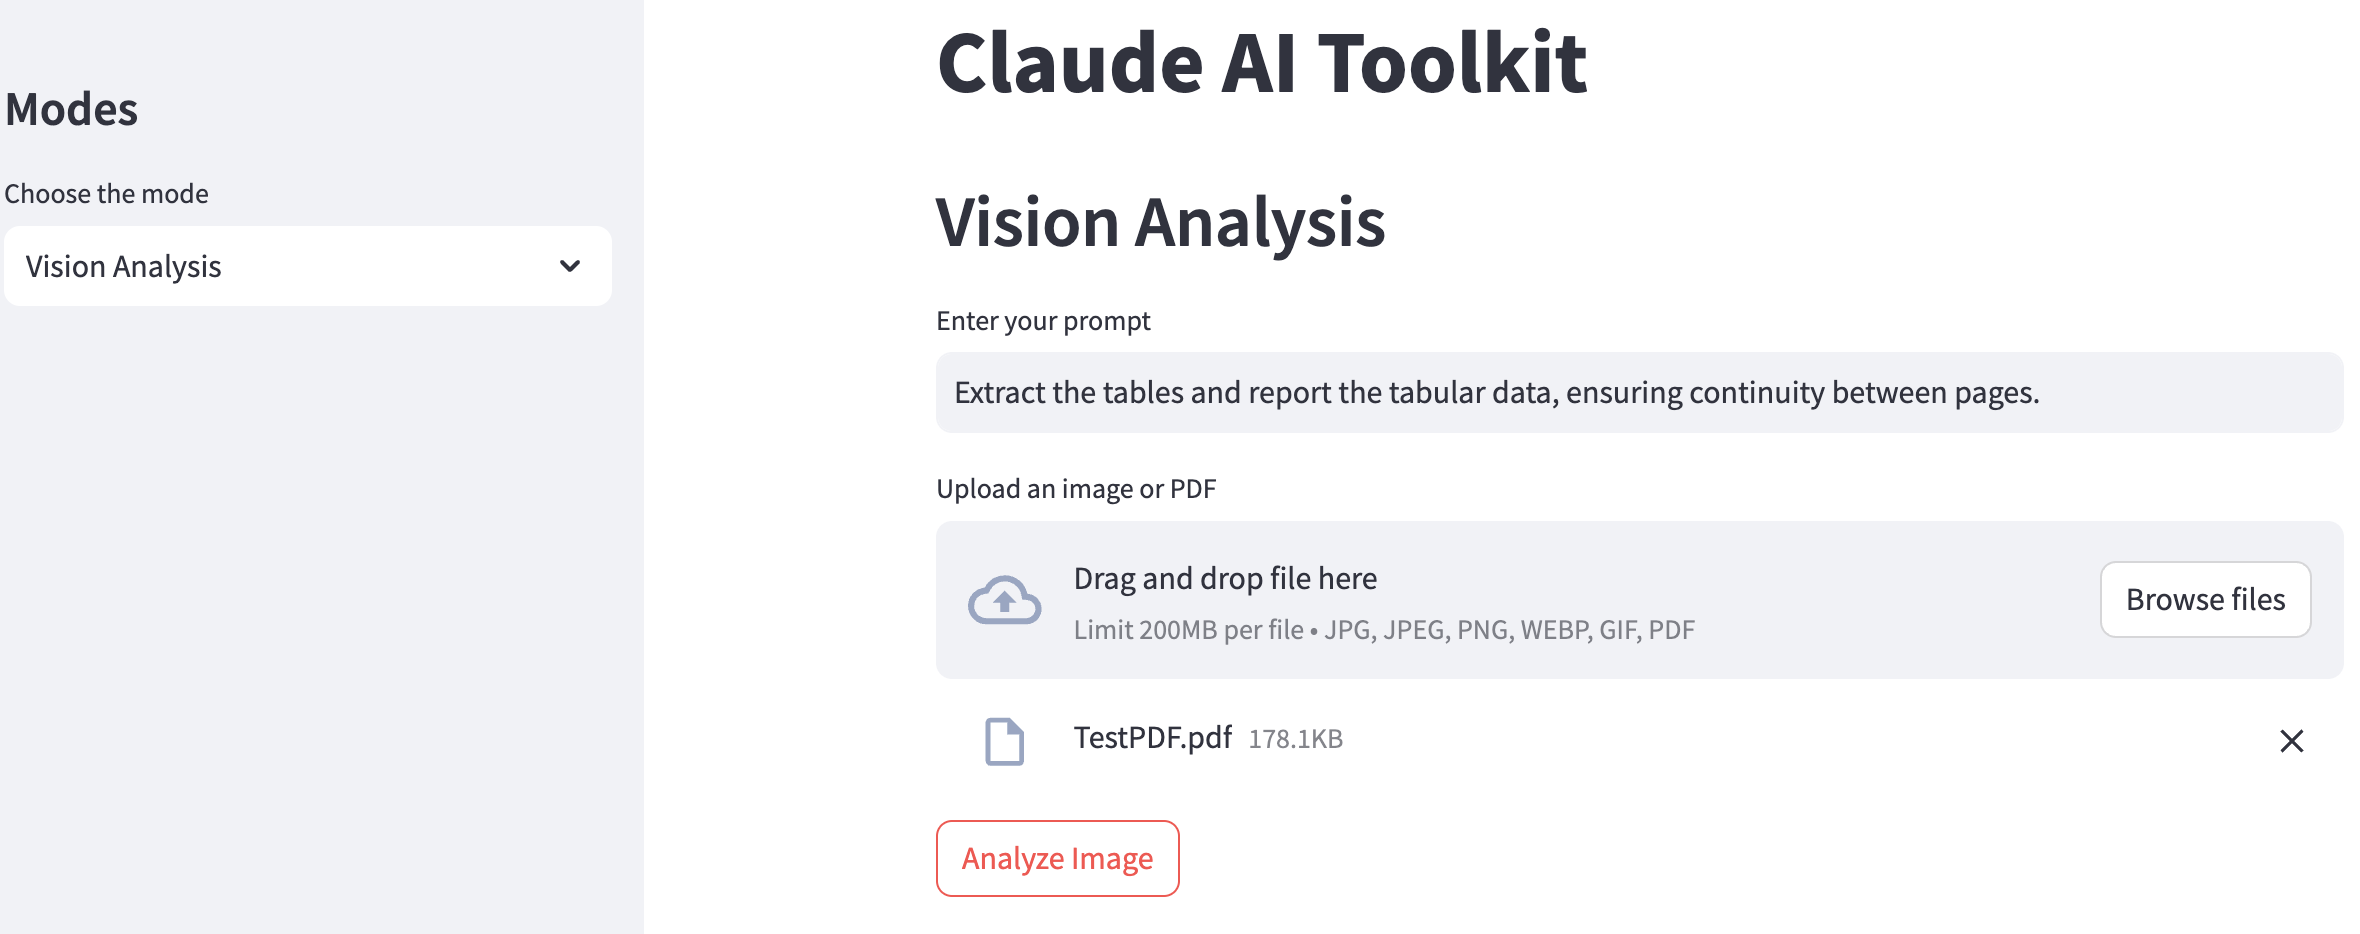 Modes
Choose the mode
Vision Analysis
Claude AI Toolkit
Vision Analysis
Enter your prompt
Extract the tables and report the tabular data, ensuring continuity between pages.
Upload an image or PDF
Drag and drop file here
Limit 200MB per file • JPG, JPEG, PNG, WEBP, GIF, PDF
Browse files
TestPDF.pdf 178.1KB
Analyze Image